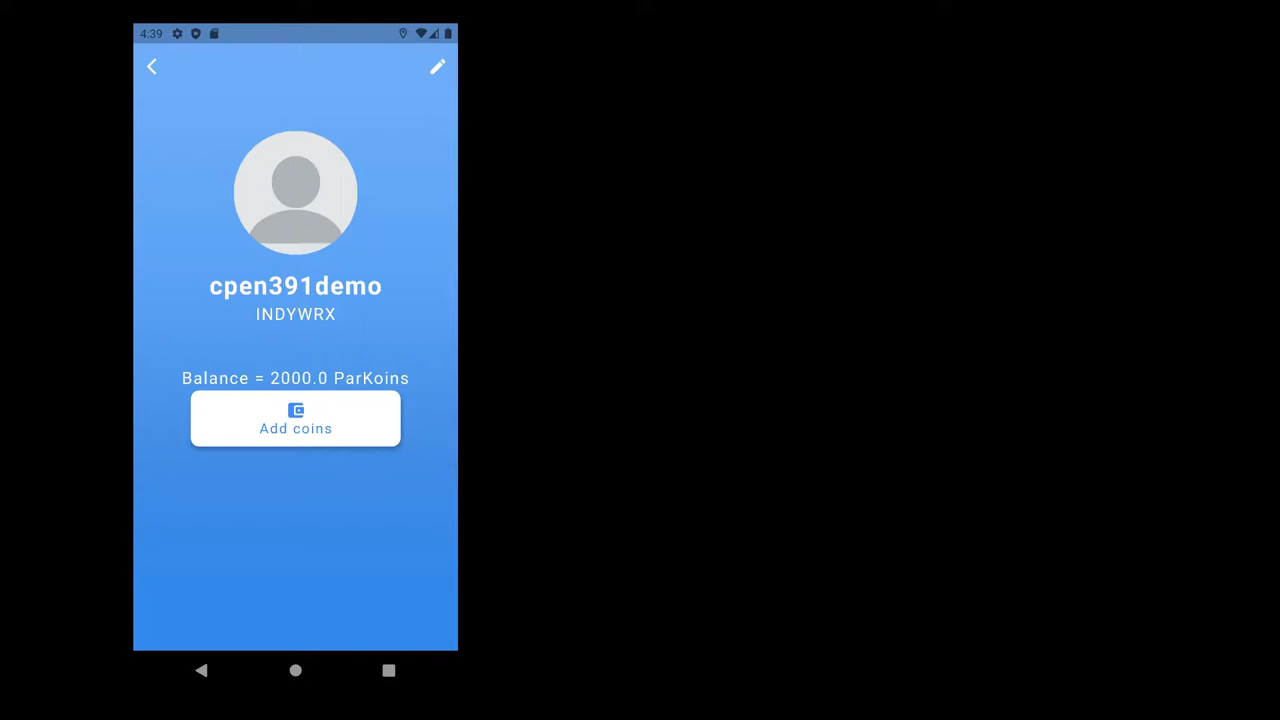 4:39
cpen391demo
INDYWRX
Balance = 2000.0 ParKoins
Add coins